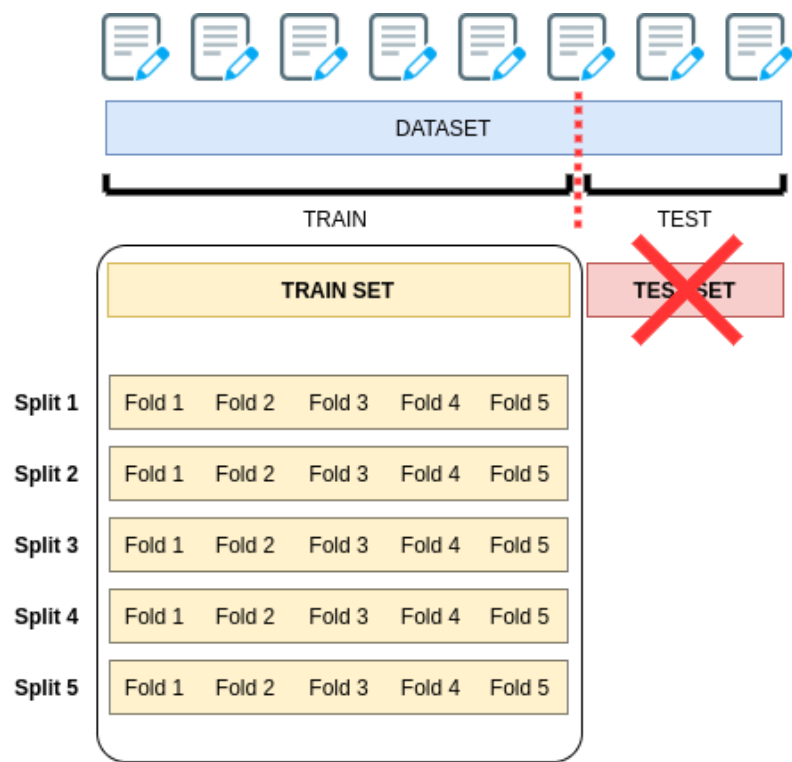 DATASET
TRAIN TEST
TRAIN SET TEST SET
Split 1 Fold 1 Fold 2 Fold 3 Fold 4 Fold 5
Split 2 Fold 1 Fold 2 Fold 3 Fold 4 Fold 5
Split 3 Fold 1 Fold 2 Fold 3 Fold 4 Fold 5
Split 4 Fold 1 Fold 2 Fold 3 Fold 4 Fold 5
Split 5 Fold 1 Fold 2 Fold 3 Fold 4 Fold 5